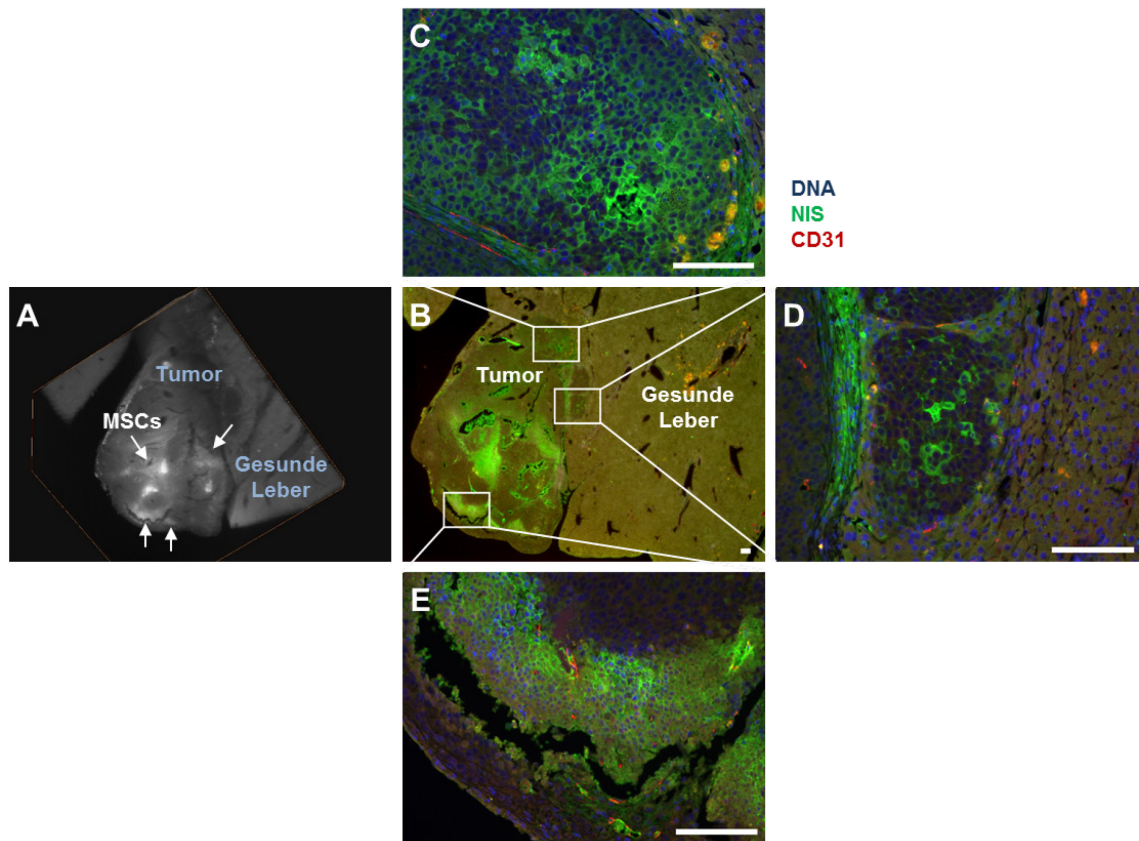 C
DNA
NIS
CD31
A
Tumor
MSCs
Gesunde
Leber
B
Tumor
Gesunde
Leber
D
E